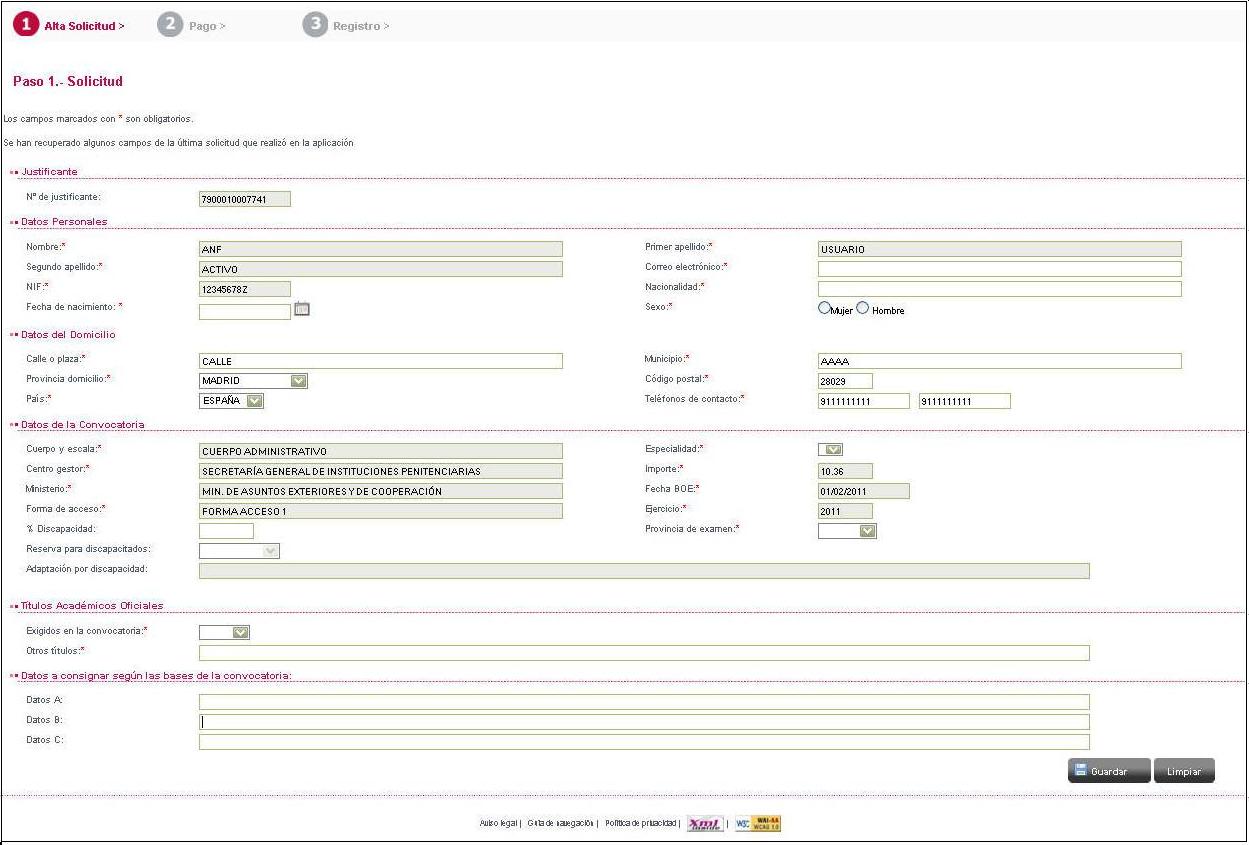 1 Alta Solicitud > 2 Pago > 3 Registro >
Paso 1.- Solicitud
Los campos marcados con * son obligatorios.
Se han recuperado algunos campos de la última solicitud que realizó en la aplicación
Justificante
Nº de justificante: 7900010007741
Datos Personales
Nombre:* ANF Primer apellido:* USUARIO
Segundo apellido:* ACTIVO Correo electrónico:*
NIF:* 12345678Z Nacionalidad:*
Fecha de nacimiento: * Sexo:* Mujer Hombre
Datos del Domicilio
Calle o plaza:* CALLE Municipio:* AAAA
Provincia domicilio:* MADRID Código postal:* 28029
País:* ESPAÑA Teléfonos de contacto:* 9111111111 9111111111
Datos de la Convocatoria
Cuerpo y escala:* CUERPO ADMINISTRATIVO Especialidad:*
Centro gestor:* SECRETARÍA GENERAL DE INSTITUCIONES PENITENCIARIAS Importe:* 10.36
Ministerio:* MIN. DE ASUNTOS EXTERIORES Y DE COOPERACIÓN Fecha BOE:* 01/02/2011
Forma de acceso:* FORMA ACCESO 1 Ejercicio:* 2011
% Discapacidad: Provincia de examen:*
Reserva para discapacitados:
Adaptación por discapacidad:
Títulos Académicos Oficiales
Exigidos en la convocatoria:*
Otros títulos:*
Datos a consignar según las bases de la convocatoria:
Datos A:
Datos B:
Datos C:
Guardar Limpiar
Aviso legal | Guía de navegación | Política de privacidad | Xml inside | W3C WAI-AA WCAG 1.0